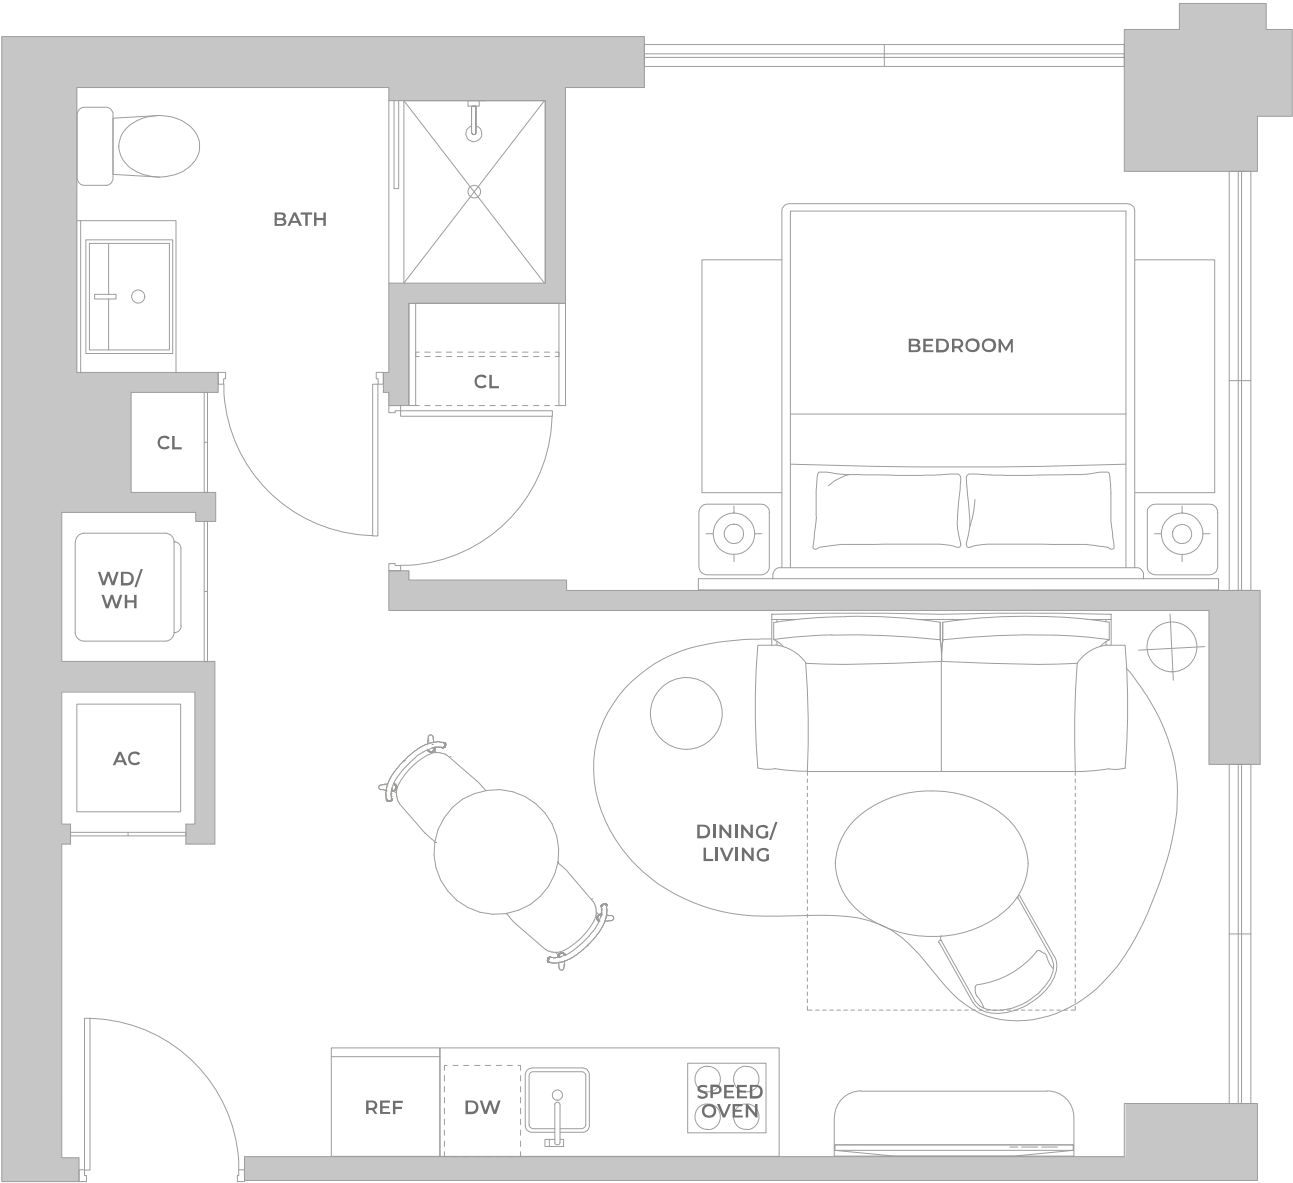 BATH
BEDROOM
CL
CL
WD/
WH
AC
DINING/
LIVING
REF
DW
SPEED
OVEN